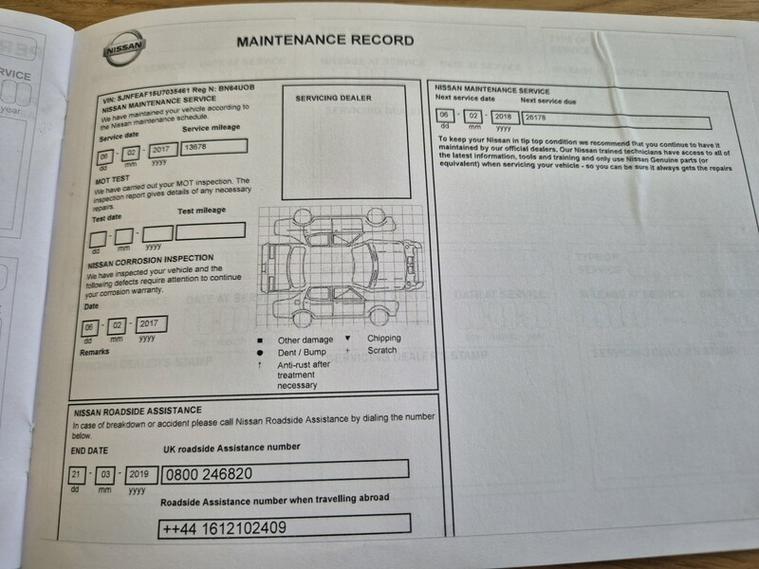 RVICE
year
NISSAN
MAINTENANCE RECORD
VIN: SJNFEAF15U7035461 Reg N: BN64UOB
NISSAN MAINTENANCE SERVICE
We have maintained your vehicle according to
the Nissan maintenance schedule.
Service date Service mileage
06 - 02 - 2017 13678
dd mm yyyy
MOT TEST
We have carried out your MOT inspection. The
inspection report gives details of any necessary
repairs.
Test date Test mileage
- -
dd mm yyyy
NISSAN CORROSION INSPECTION
We have inspected your vehicle and the
following defects require attention to continue
your corrosion warranty.
Date
06 - 02 - 2017
dd mm yyyy
Remarks
SERVICING DEALER
■ Other damage ▼ Chipping
● Dent / Bump + Scratch
↑ Anti-rust after
treatment
necessary
NISSAN ROADSIDE ASSISTANCE
In case of breakdown or accident please call Nissan Roadside Assistance by dialing the number
below.
END DATE UK roadside Assistance number
21 - 03 - 2019 0800 246820
dd mm yyyy
Roadside Assistance number when travelling abroad
++44 1612102409
NISSAN MAINTENANCE SERVICE
Next service date Next service due
06 - 02 - 2018 26178
dd mm yyyy
To keep your Nissan in tip top condition we recommend that you continue to have it
maintained by our official dealers. Our Nissan trained technicians have access to all of
the latest information, tools and training and only use Nissan Genuine parts (or
equivalent) when servicing your vehicle - so you can be sure it always gets the repairs